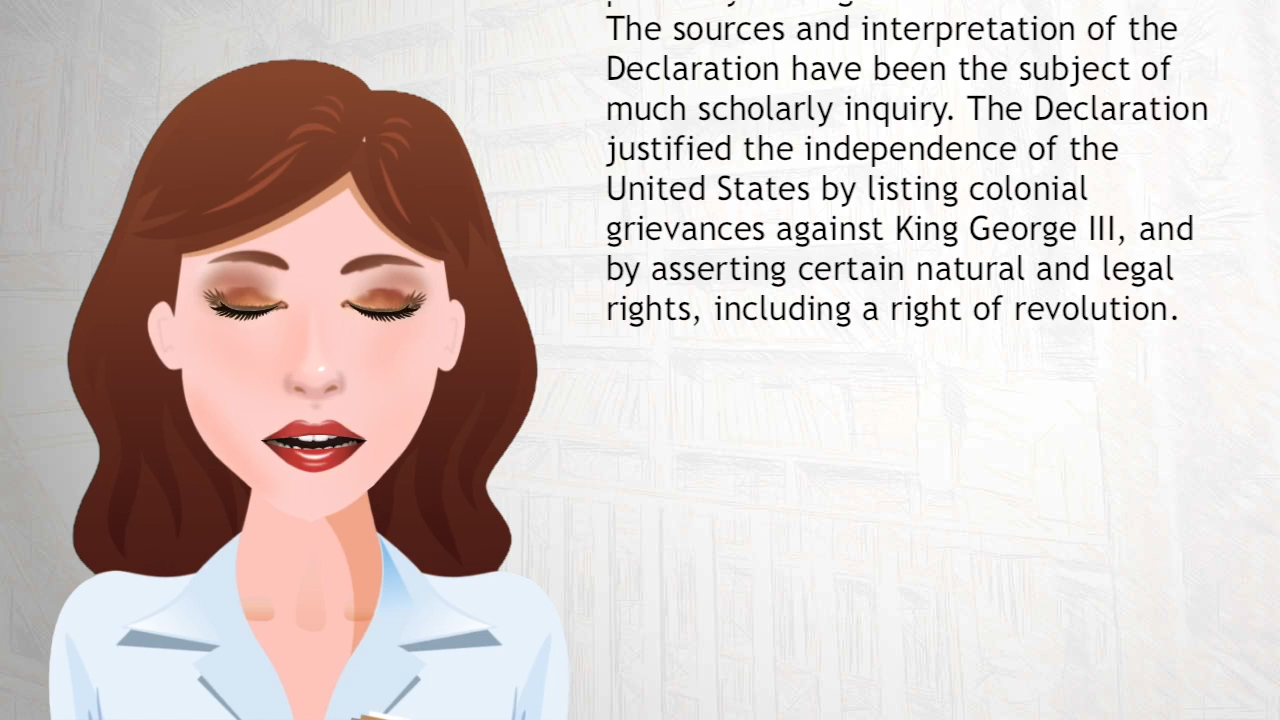 The sources and interpretation of the
Declaration have been the subject of
much scholarly inquiry. The Declaration
justified the independence of the
United States by listing colonial
grievances against King George III, and
by asserting certain natural and legal
rights, including a right of revolution.